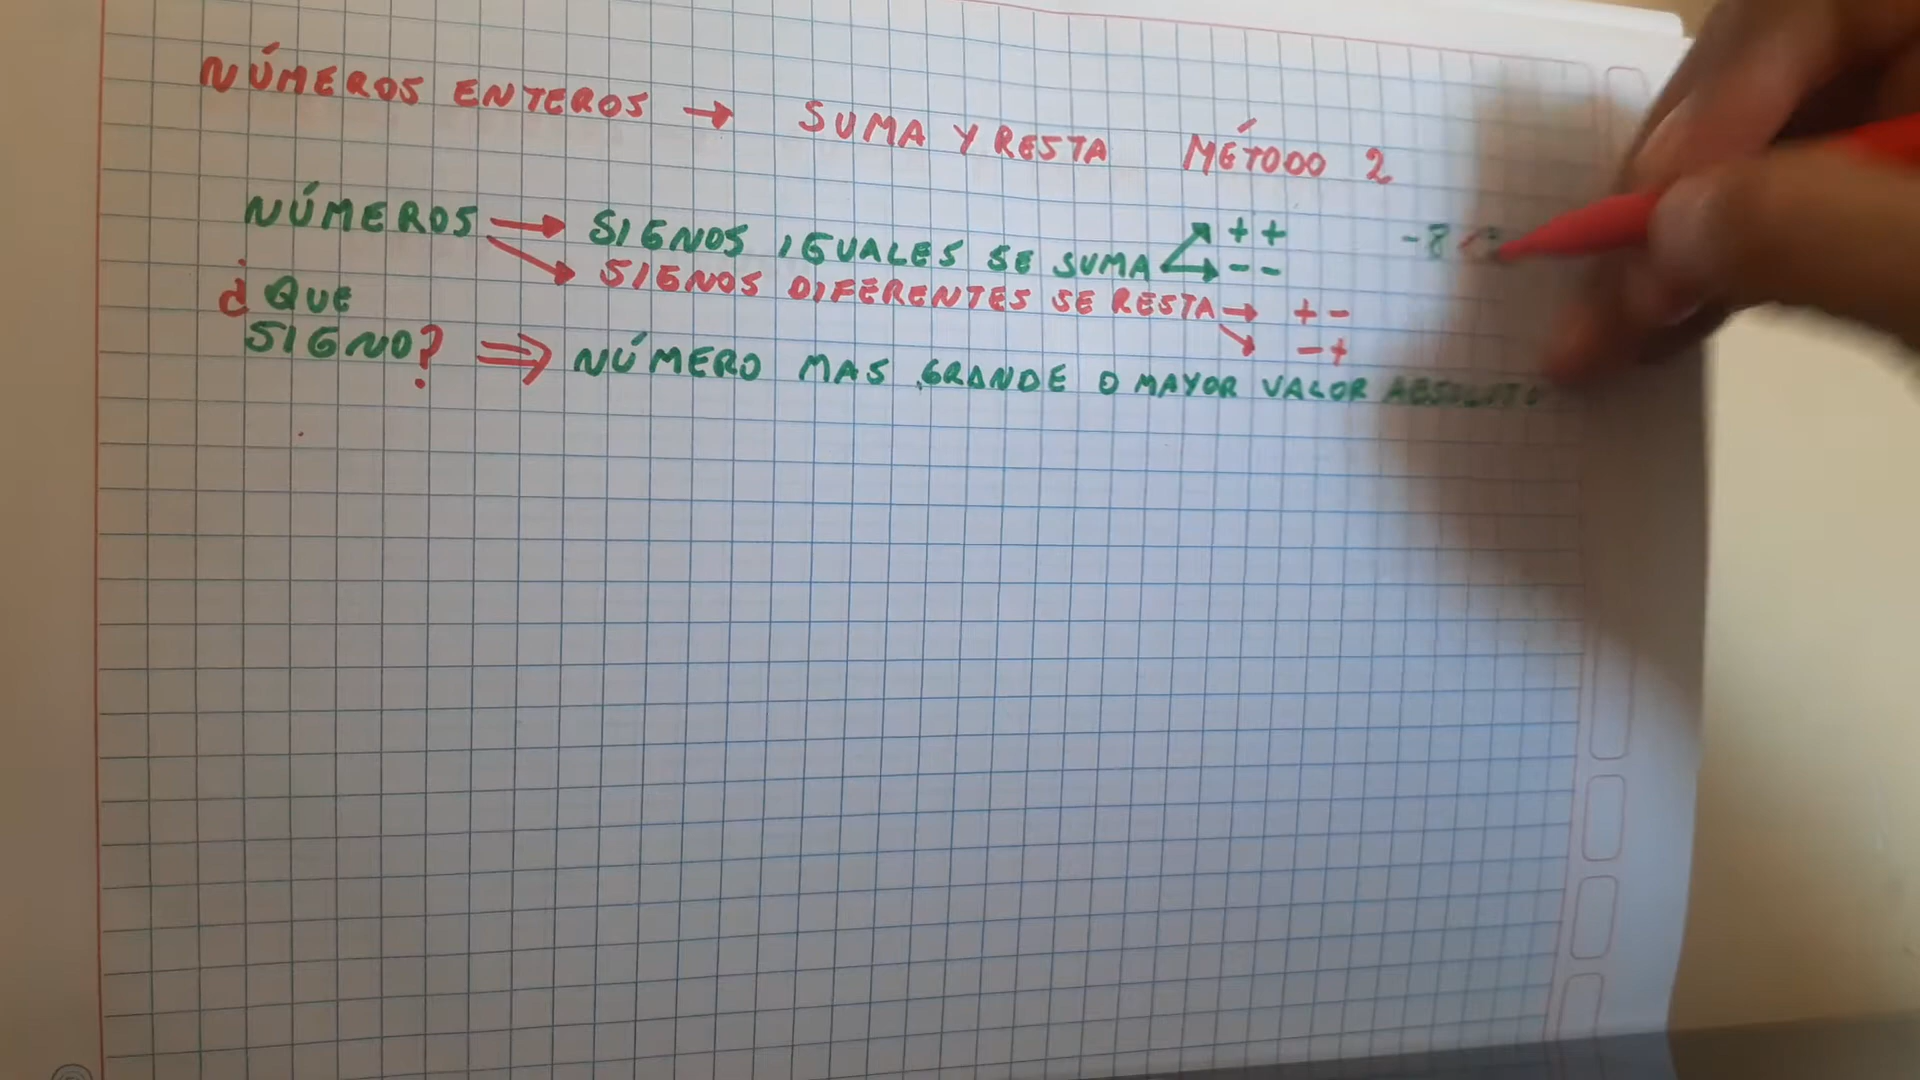 NÚMEROS ENTEROS → SUMA Y RESTA MÉTODO 2
NÚMEROS → SIGNOS IGUALES SE SUMA + +
- -
SIGNOS DIFERENTES SE RESTA → + -
- +
¿QUE
SIGNO? ⇒ NÚMERO MAS GRANDE O MAYOR VALOR ABSOLUTO
-8